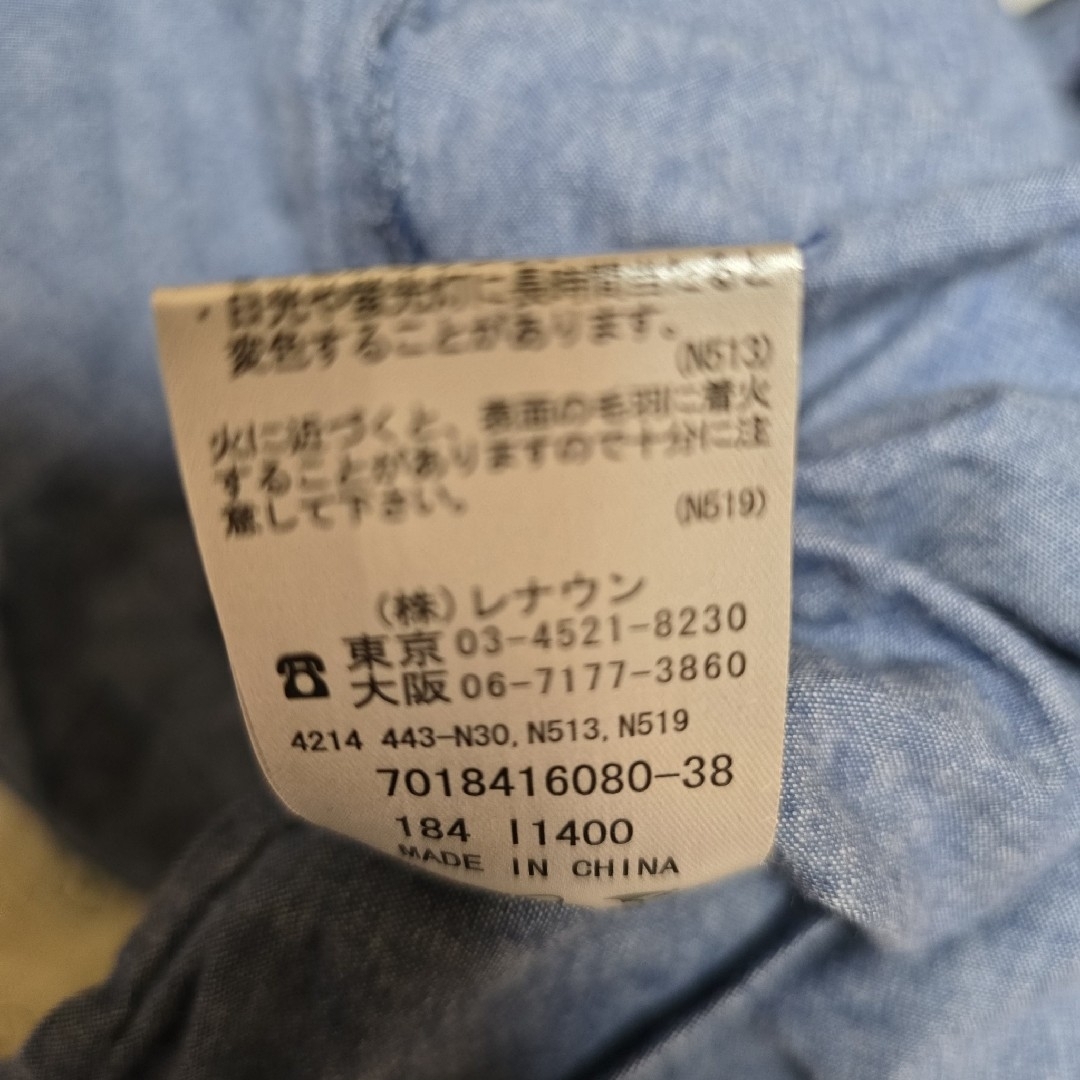 ・日光や蛍光灯に長時間当たると
変色することがあります。
(N513)
火に近づくと、表面の毛羽に着火
することがありますので十分に注
意して下さい。
(N519)
(株)レナウン
東京 03-4521-8230
☎
大阪 06-7177-3860
4214 443-N30, N513, N519
7018416080-38
184 I1400
MADE IN CHINA